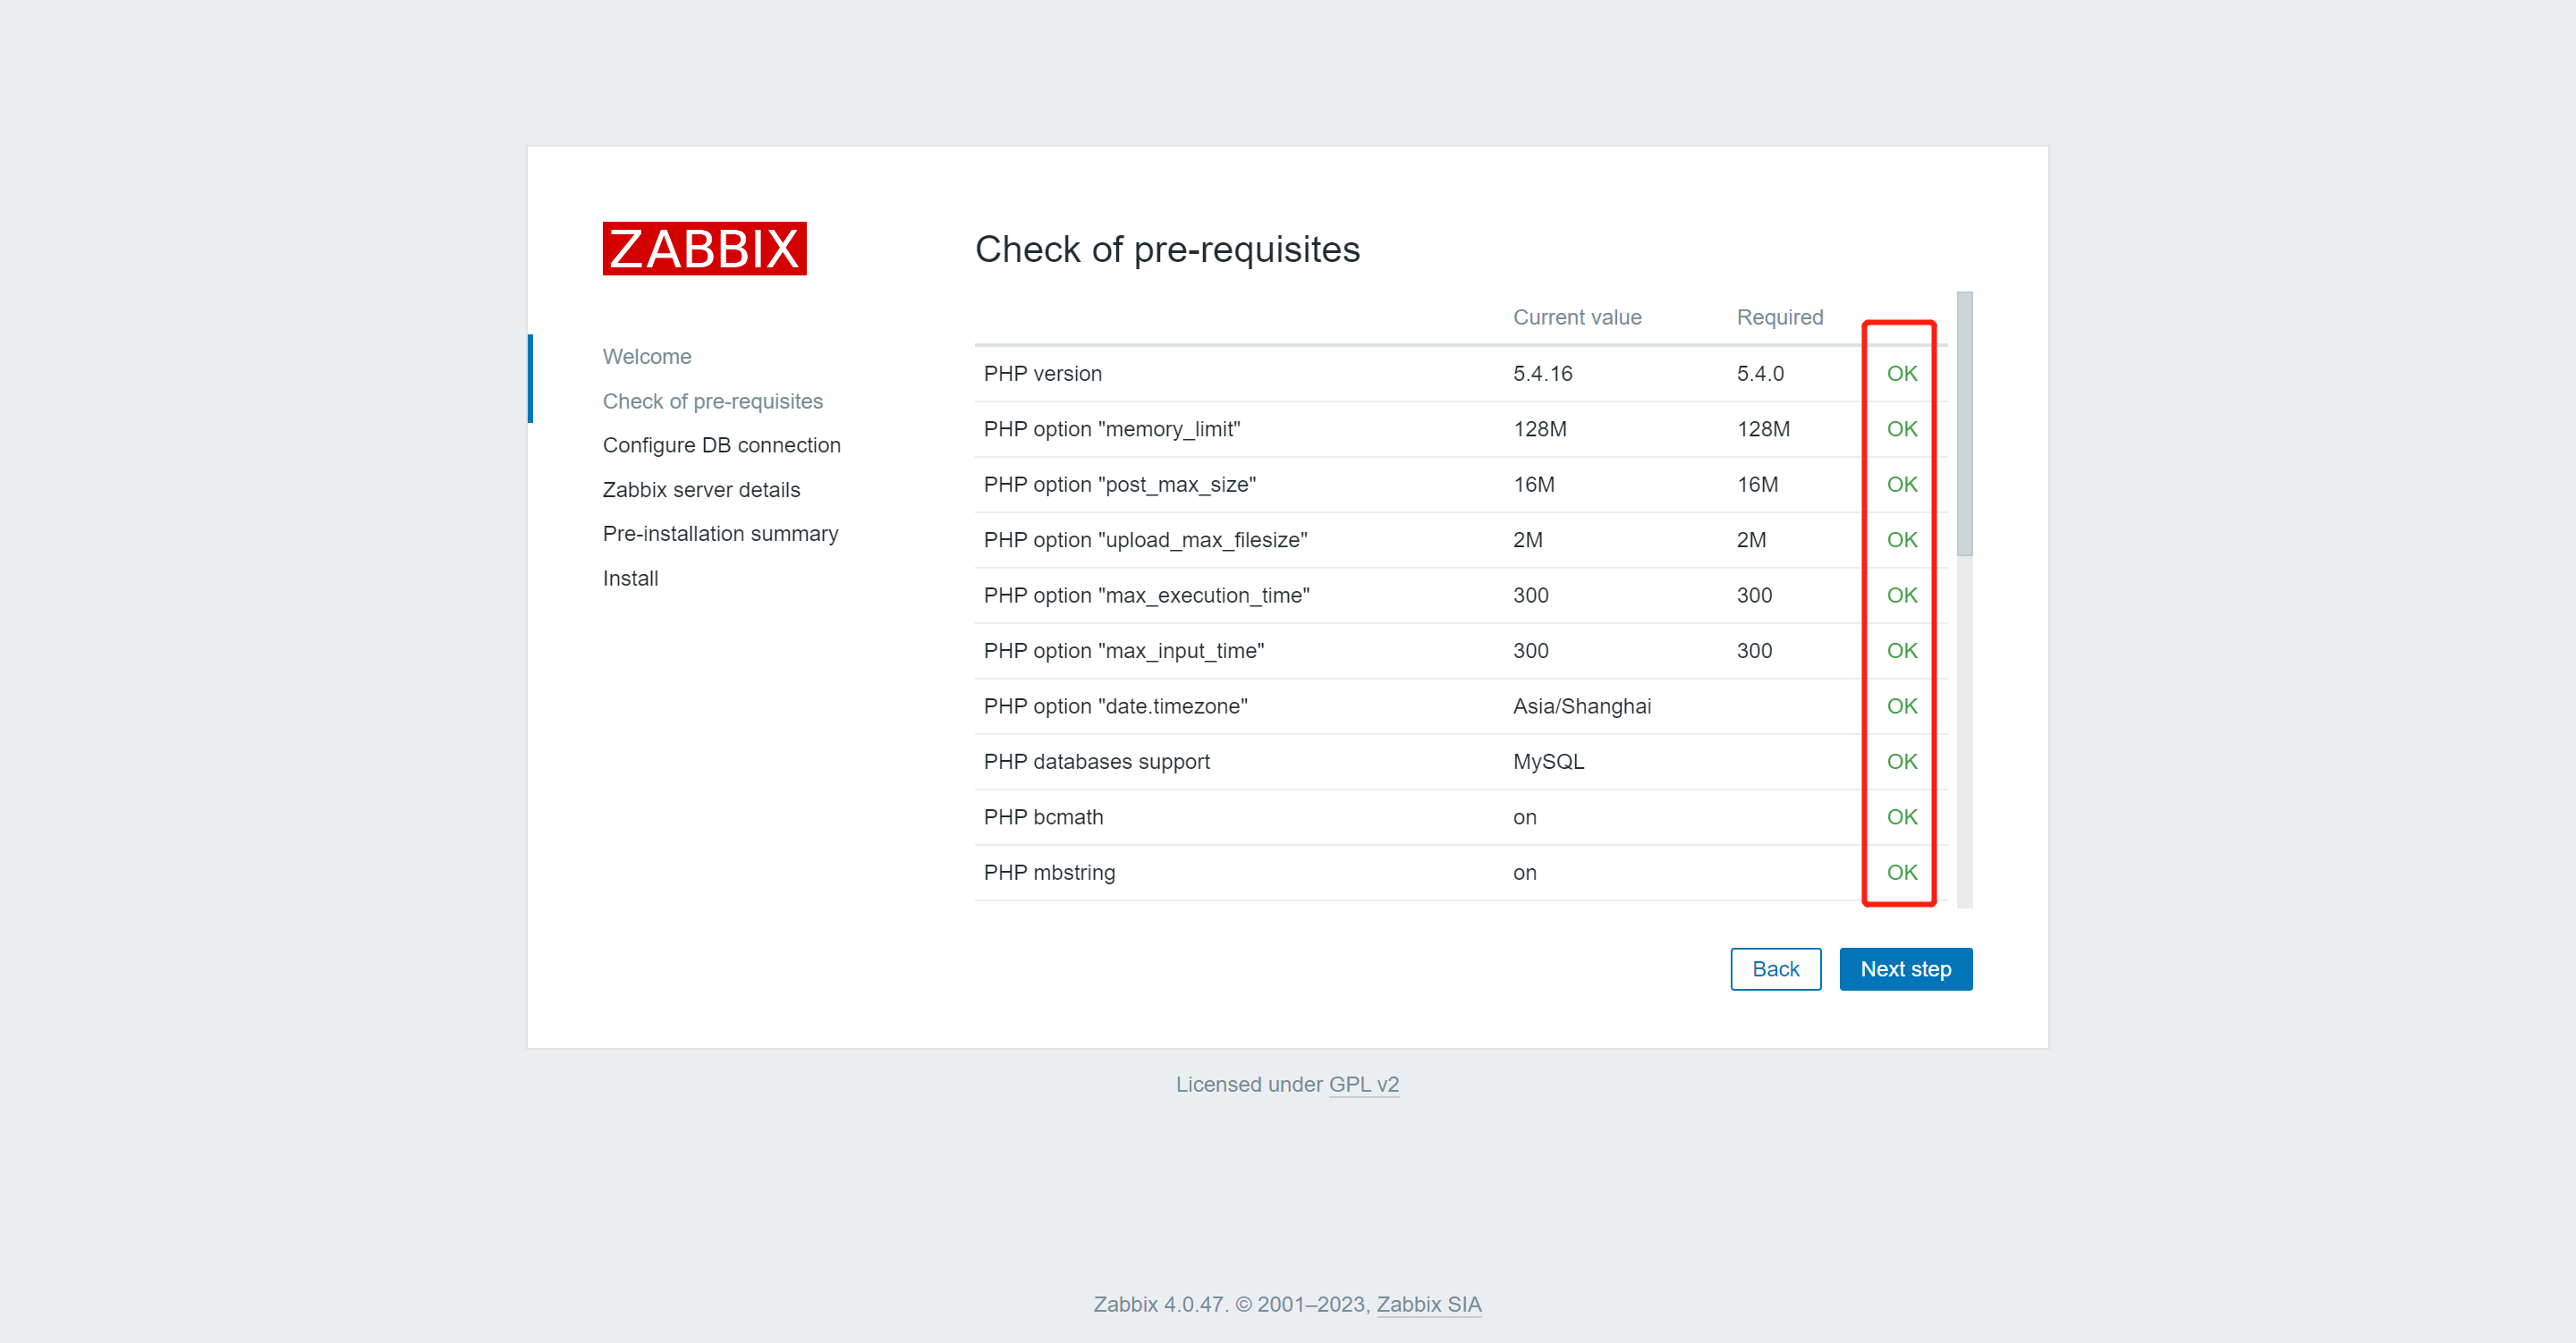 ZABBIX
Welcome
Check of pre-requisites
Configure DB connection
Zabbix server details
Pre-installation summary
Install
Check of pre-requisites
Current value Required
PHP version 5.4.16 5.4.0 OK
PHP option "memory_limit" 128M 128M OK
PHP option "post_max_size" 16M 16M OK
PHP option "upload_max_filesize" 2M 2M OK
PHP option "max_execution_time" 300 300 OK
PHP option "max_input_time" 300 300 OK
PHP option "date.timezone" Asia/Shanghai OK
PHP databases support MySQL OK
PHP bcmath on OK
PHP mbstring on OK
Back Next step
Licensed under GPL v2
Zabbix 4.0.47. © 2001–2023, Zabbix SIA